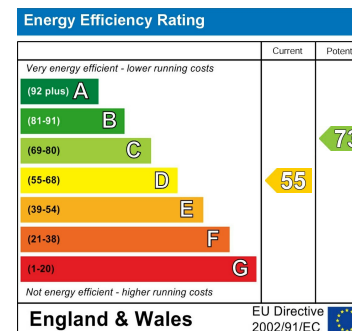 Energy Efficiency Rating
Current Potent
Very energy efficient - lower running costs
(92 plus) A
(81-91) B
(69-80) C
73
(55-68) D
55
(39-54) E
(21-38) F
(1-20) G
Not energy efficient - higher running costs
England & Wales
EU Directive
2002/91/EC